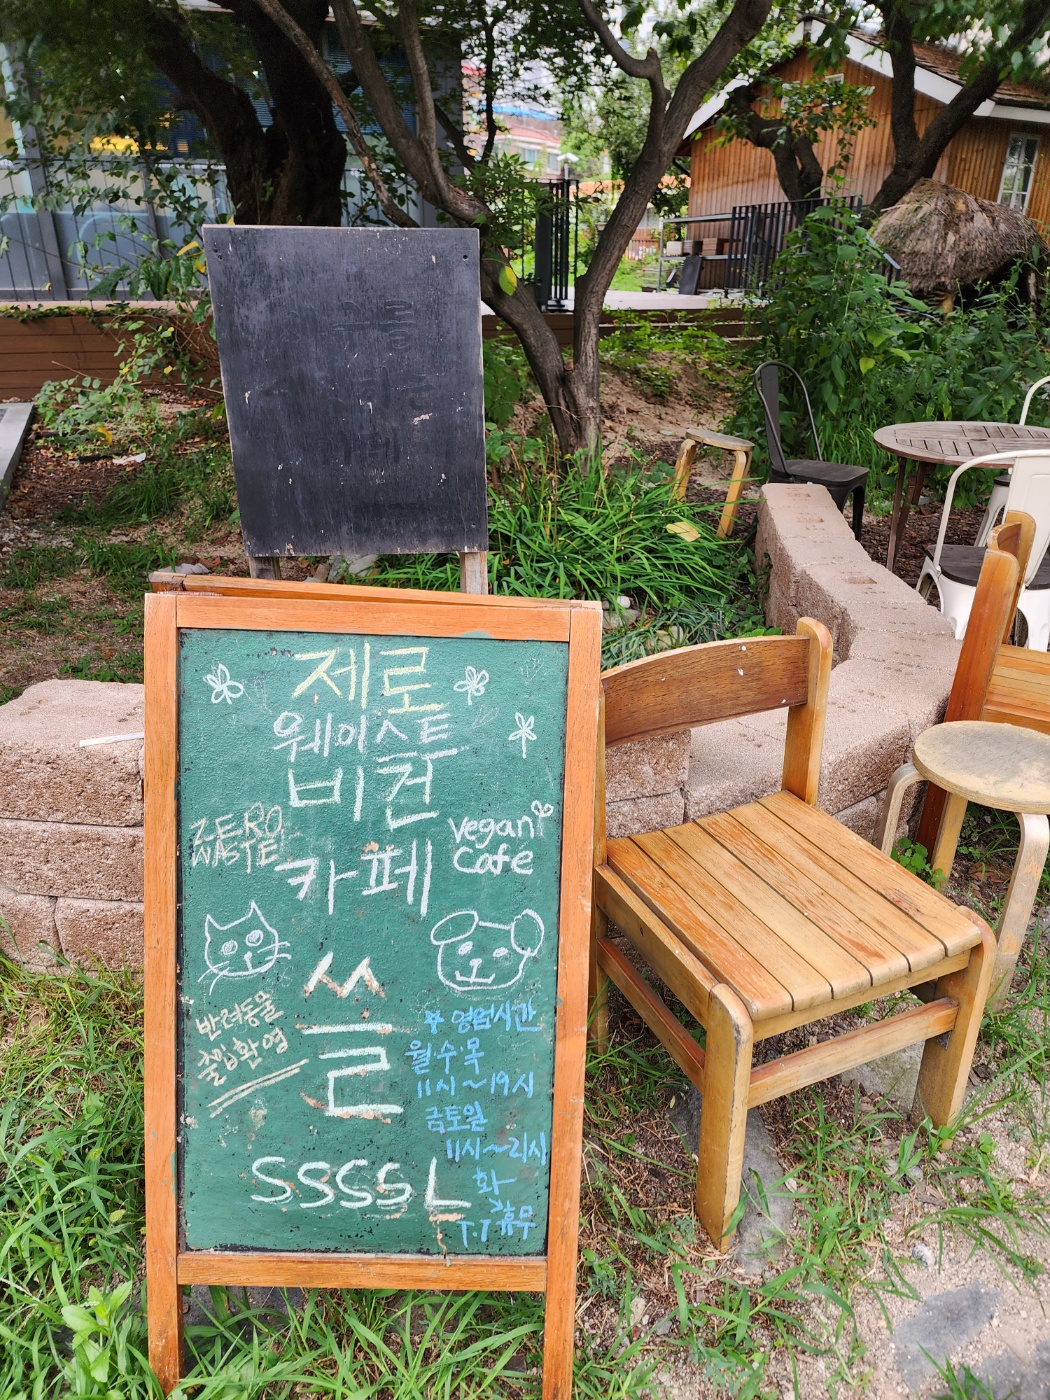 제로
웨이스트
비건
ZERO
WASTE
카페
vegan
Cafe
쓸
반려동물
출입환영
* 영업시간
월수목
11시~19시
금토일
11시~21시
화
휴무
T.T
SSSSL